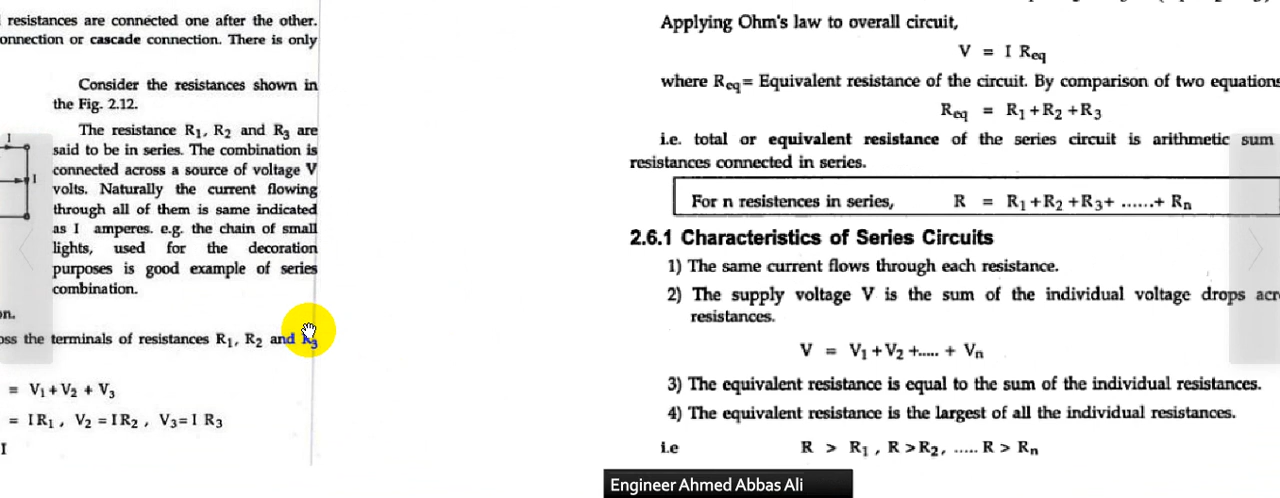 resistances are connected one after the other.
onnection or cascade connection. There is only
Consider the resistances shown in
the Fig. 2.12.
The resistance R1, R2 and R3 are
said to be in series. The combination is
connected across a source of voltage V
volts. Naturally the current flowing
through all of them is same indicated
as I amperes. e.g. the chain of small
lights, used for the decoration
purposes is good example of series
combination.
I
I
on.
oss the terminals of resistances R1, R2 and R3
= V1 + V2 + V3
= IR1 , V2 = IR2 , V3= I R3
I
Applying Ohm's law to overall circuit,
V = I Req
where Req = Equivalent resistance of the circuit. By comparison of two equations
Req = R1 + R2 + R3
i.e. total or equivalent resistance of the series circuit is arithmetic sum
resistances connected in series.
For n resistences in series, R = R1 + R2 + R3+ ......+ Rn
2.6.1 Characteristics of Series Circuits
1) The same current flows through each resistance.
2) The supply voltage V is the sum of the individual voltage drops acr
resistances.
V = V1 + V2 +..... + Vn
3) The equivalent resistance is equal to the sum of the individual resistances.
4) The equivalent resistance is the largest of all the individual resistances.
i.e R > R1 , R > R2, ..... R > Rn
Engineer Ahmed Abbas Ali